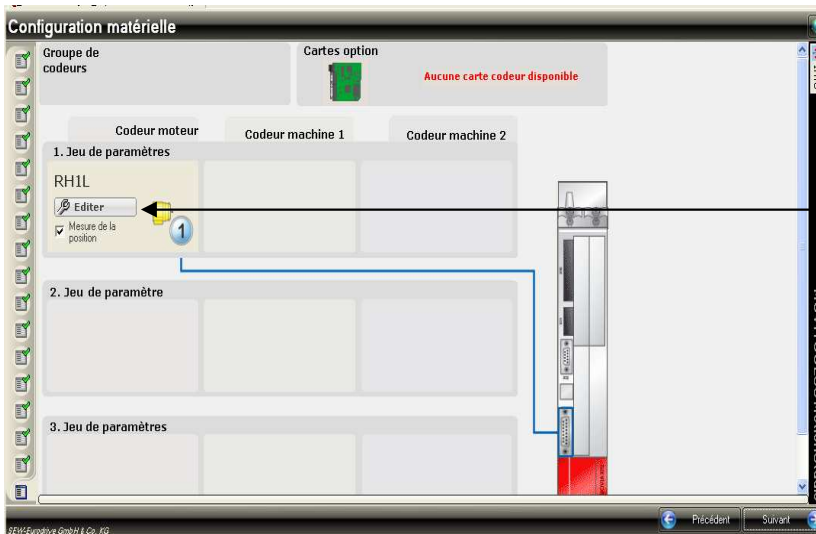 Configuration matérielle
Groupe de
codeurs
Cartes option
Aucune carte codeur disponible
Codeur moteur
Codeur machine 1
Codeur machine 2
1. Jeu de paramètres
RH1L
Editer
Mesure de la
position
1
2. Jeu de paramètre
3. Jeu de paramètres
Précédent
Suivant
SEW-Eurodrive GmbH & Co. KG